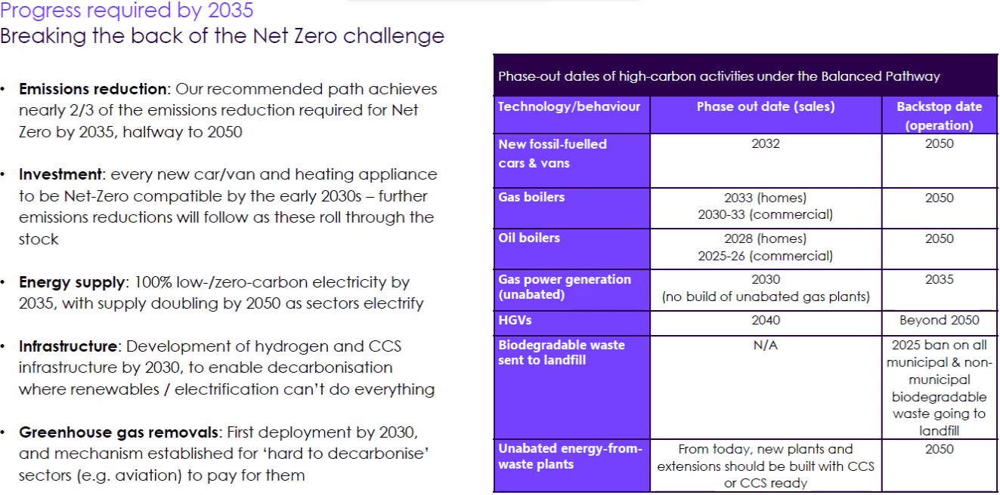 Progress required by 2035
Breaking the back of the Net Zero challenge
• Emissions reduction: Our recommended path achieves
nearly 2/3 of the emissions reduction required for Net
Zero by 2035, halfway to 2050
• Investment: every new car/van and heating appliance
to be Net-Zero compatible by the early 2030s – further
emissions reductions will follow as these roll through the
stock
• Energy supply: 100% low-/zero-carbon electricity by
2035, with supply doubling by 2050 as sectors electrify
• Infrastructure: Development of hydrogen and CCS
infrastructure by 2030, to enable decarbonisation
where renewables / electrification can’t do everything
• Greenhouse gas removals: First deployment by 2030,
and mechanism established for ‘hard to decarbonise’
sectors (e.g. aviation) to pay for them
Phase-out dates of high-carbon activities under the Balanced Pathway
Technology/behaviour
Phase out date (sales)
Backstop date
(operation)
New fossil-fuelled
cars & vans
2032
2050
Gas boilers
2033 (homes)
2030-33 (commercial)
2050
Oil boilers
2028 (homes)
2025-26 (commercial)
2050
Gas power generation
(unabated)
2030
(no build of unabated gas plants)
2035
HGVs
2040
Beyond 2050
Biodegradable waste
sent to landfill
N/A
2025 ban on all
municipal & non-
municipal
biodegradable
waste going to
landfill
Unabated energy-from-
waste plants
From today, new plants and
extensions should be built with CCS
or CCS ready
2050